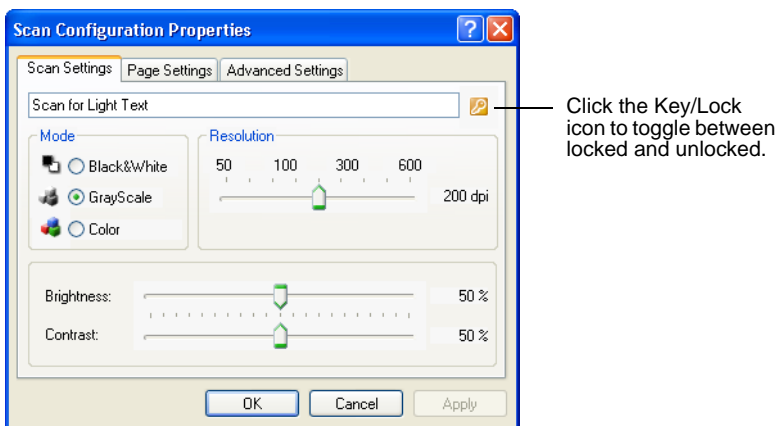 Scan Configuration Properties
Scan Settings Page Settings Advanced Settings
Scan for Light Text
Click the Key/Lock
icon to toggle between
locked and unlocked.
Mode
Black&White
GrayScale
Color
Resolution
50 100 300 600
200 dpi
Brightness: 50 %
Contrast: 50 %
OK Cancel Apply